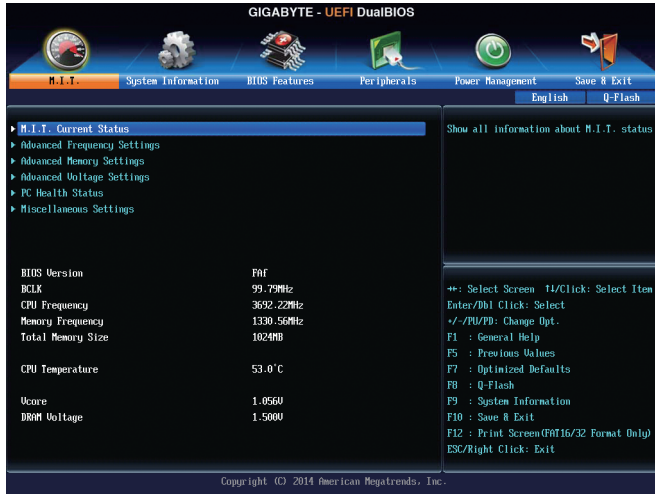 GIGABYTE - UEFI DualBIOS
M.I.T. System Information BIOS Features Peripherals Power Management Save & Exit
English Q-Flash
M.I.T. Current Status
Advanced Frequency Settings
Advanced Memory Settings
Advanced Voltage Settings
PC Health Status
Miscellaneous Settings
Show all information about M.I.T. status
BIOS Version FAf
BCLK 99.79MHz
CPU Frequency 3692.22MHz
Memory Frequency 1330.56MHz
Total Memory Size 1024MB
CPU Temperature 53.0°C
Vcore 1.056V
DRAM Voltage 1.500V
→←: Select Screen ↑↓/Click: Select Item
Enter/Dbl Click: Select
+/-/PU/PD: Change Opt.
F1 : General Help
F5 : Previous Values
F7 : Optimized Defaults
F8 : Q-Flash
F9 : System Information
F10 : Save & Exit
F12 : Print Screen(FAT16/32 Format Only)
ESC/Right Click: Exit
Copyright (C) 2014 American Megatrends, Inc.